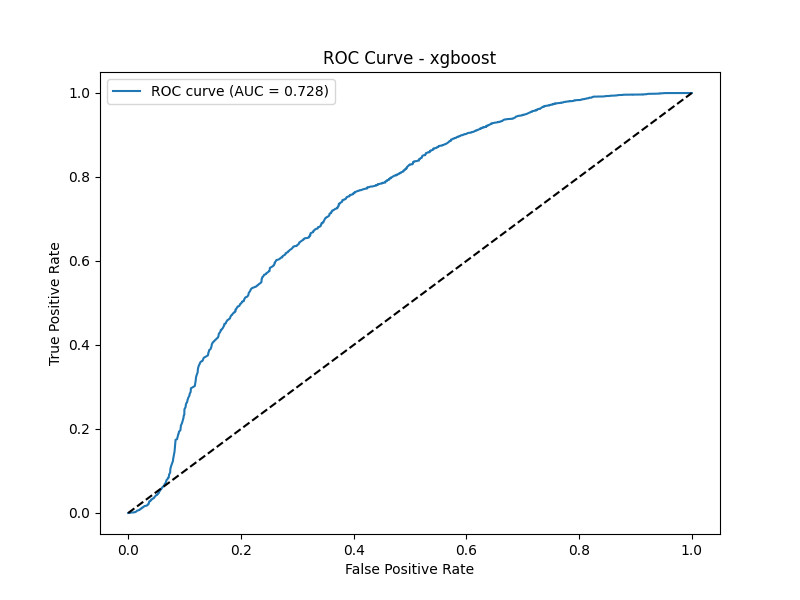 ROC Curve - xgboost
ROC curve (AUC = 0.728)
True Positive Rate
1.0
0.8
0.6
0.4
0.2
0.0
0.0 0.2 0.4 0.6 0.8 1.0
False Positive Rate